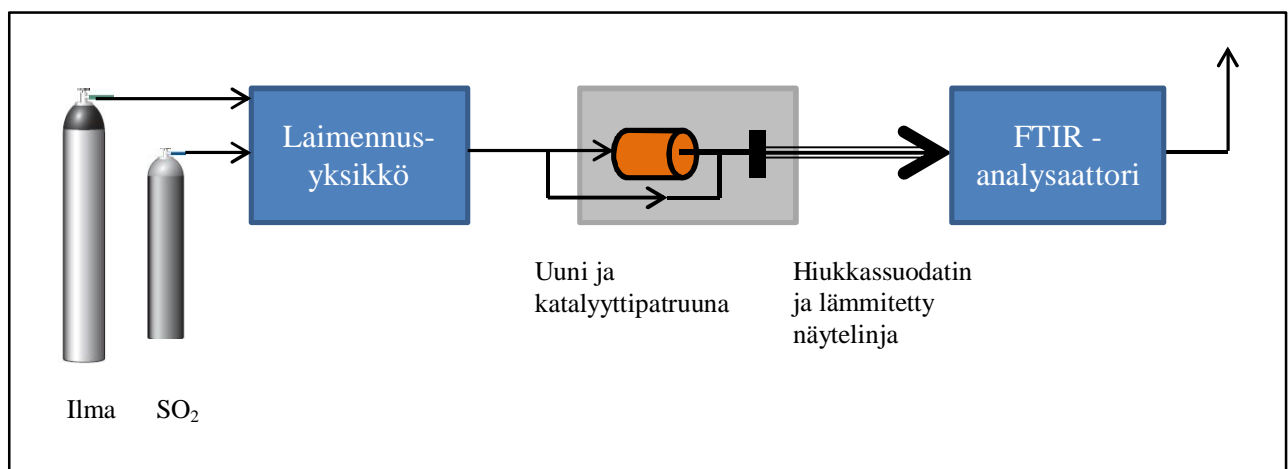 Laimennus-
yksikkö
FTIR -
analysaattori
Uuni ja
katalyyttipatruuna
Hiukkassuodatin
ja lämmitetty
näytelinja
Ilma
SO₂